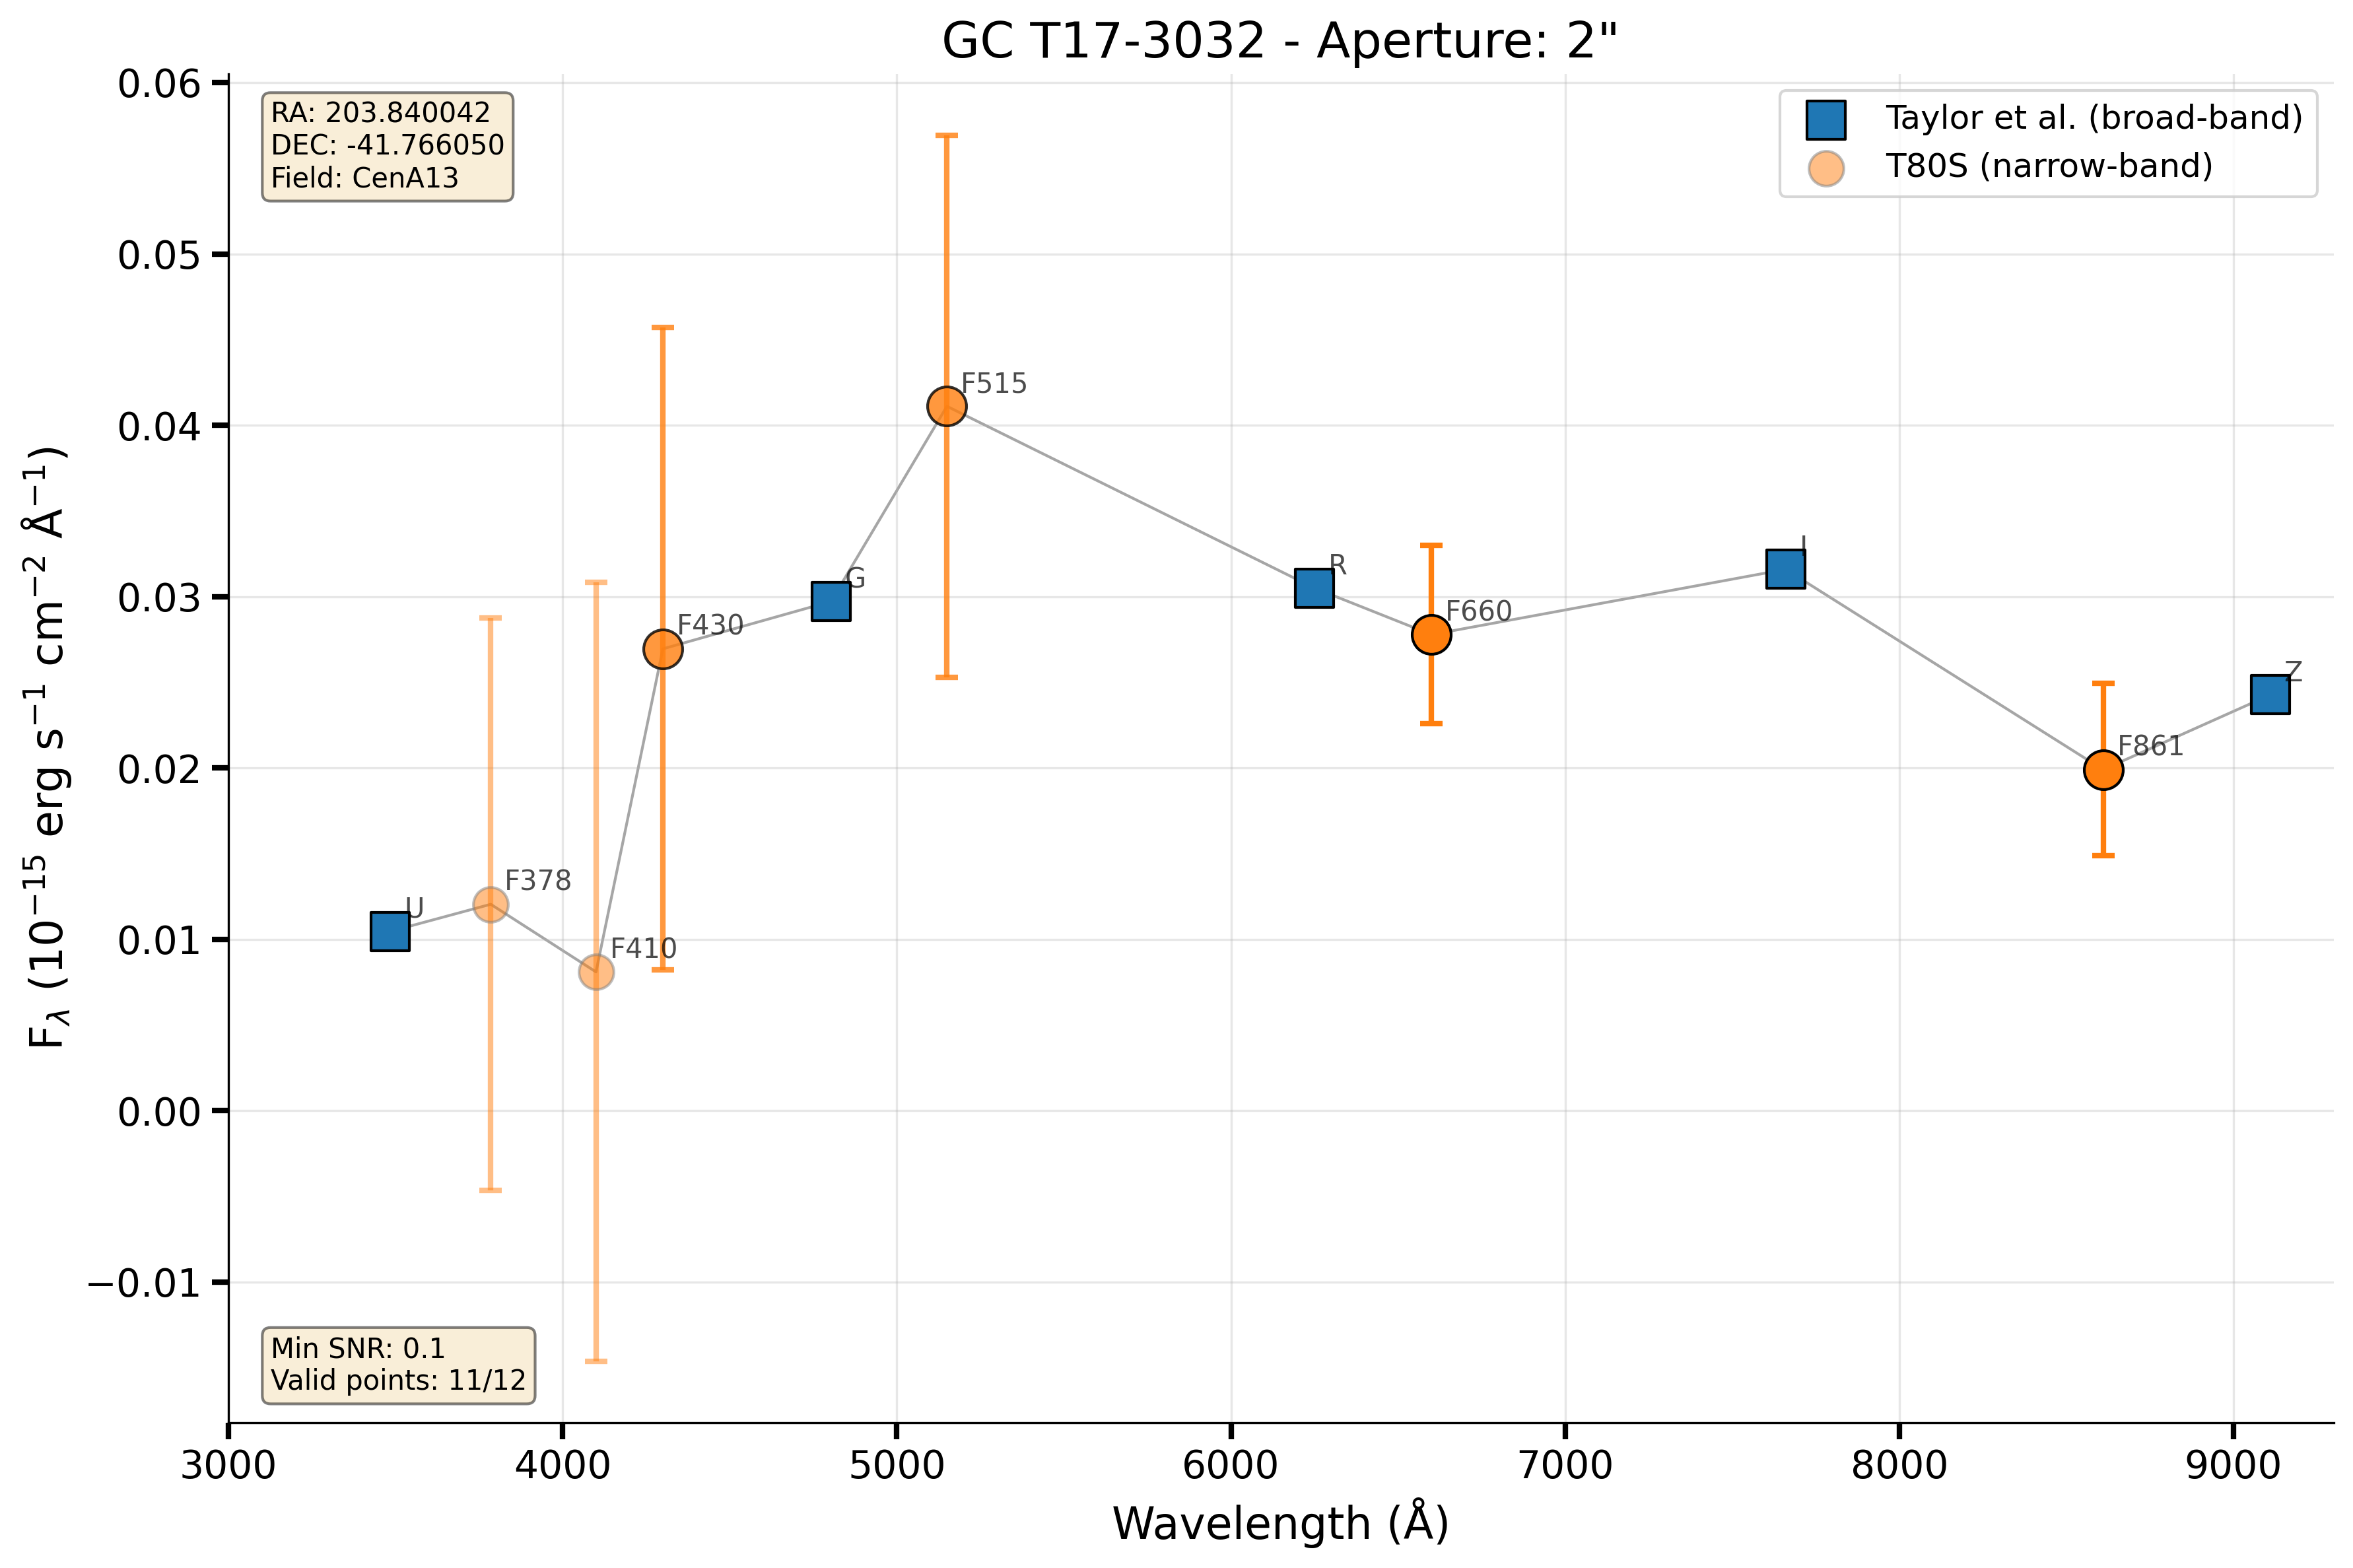 GC T17-3032 - Aperture: 2"
RA: 203.840042
DEC: -41.766050
Field: CenA13
Taylor et al. (broad-band)
T80S (narrow-band)
0.06
0.05
0.04
0.03
0.02
0.01
0.00
−0.01
F$_λ$ (10$^{−15}$ erg s$^{−1}$ cm$^{−2}$ Å$^{−1}$)
U
F378
F410
F430
G
F515
R
F660
I
F861
Z
Min SNR: 0.1
Valid points: 11/12
3000 4000 5000 6000 7000 8000 9000
Wavelength (Å)